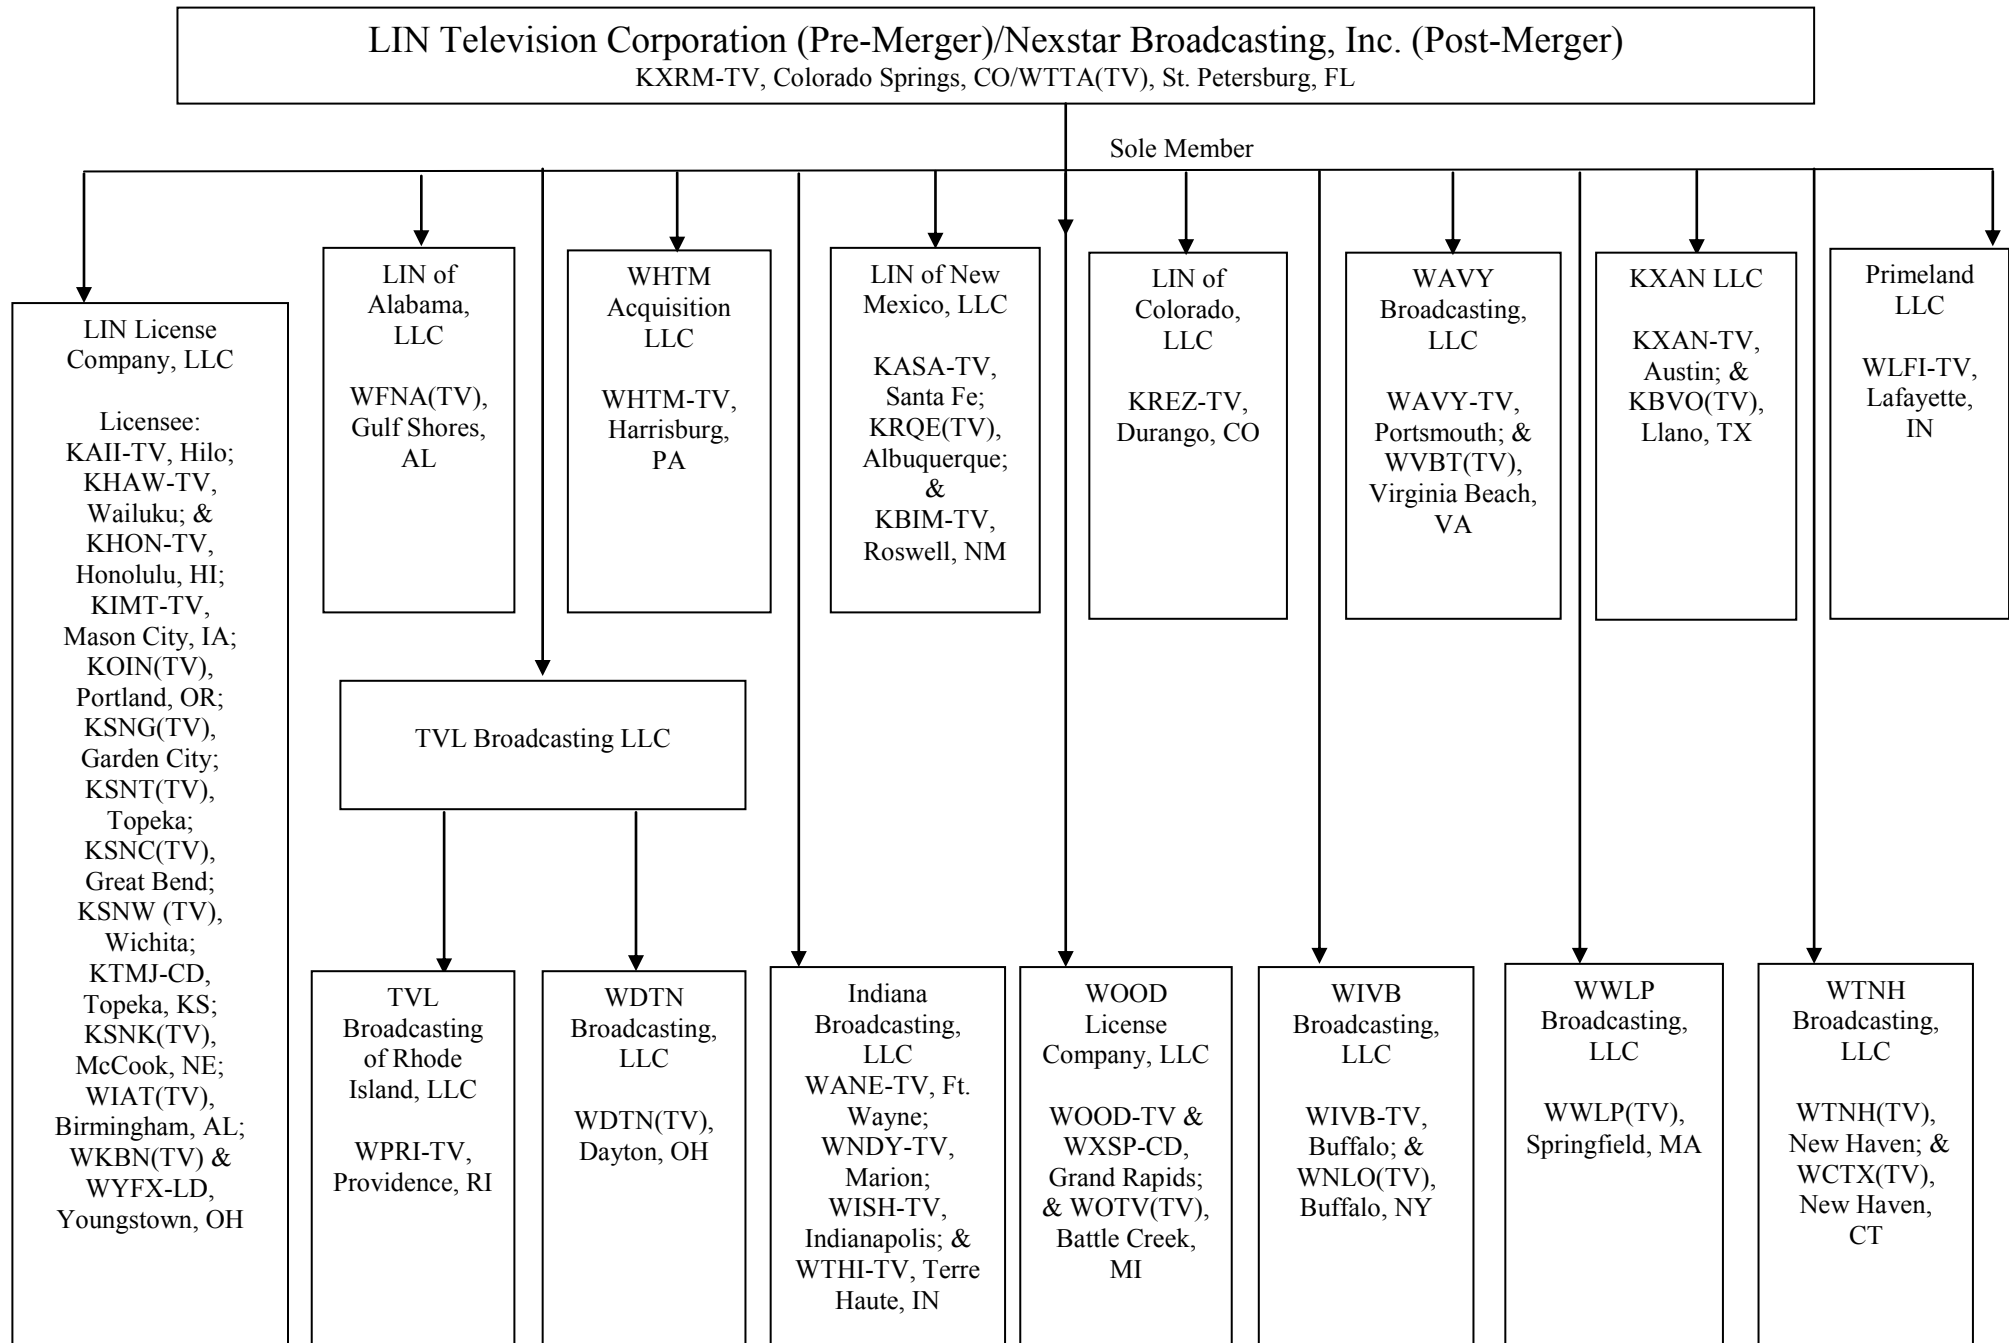 LIN Television Corporation (Pre-Merger)/Nexstar Broadcasting, Inc. (Post-Merger)
KXRM-TV, Colorado Springs, CO/WTTA(TV), St. Petersburg, FL
Sole Member
LIN License
Company, LLC
Licensee:
KAII-TV, Hilo;
KHAW-TV,
Wailuku; &
KHON-TV,
Honolulu, HI;
KIMT-TV,
Mason City, IA;
KOIN(TV),
Portland, OR;
KSNG(TV),
Garden City;
KSNT(TV),
Topeka;
KSNC(TV),
Great Bend;
KSNW (TV),
Wichita;
KTMJ-CD,
Topeka, KS;
KSNK(TV),
McCook, NE;
WIAT(TV),
Birmingham, AL;
WKBN(TV) &
WYFX-LD,
Youngstown, OH
LIN of
Alabama,
LLC
WFNA(TV),
Gulf Shores,
AL
WHTM
Acquisition
LLC
WHTM-TV,
Harrisburg,
PA
LIN of New
Mexico, LLC
KASA-TV,
Santa Fe;
KRQE(TV),
Albuquerque;
&
KBIM-TV,
Roswell, NM
LIN of
Colorado,
LLC
KREZ-TV,
Durango, CO
WAVY
Broadcasting,
LLC
WAVY-TV,
Portsmouth; &
WVBT(TV),
Virginia Beach,
VA
KXAN LLC
KXAN-TV,
Austin; &
KBVO(TV),
Llano, TX
Primeland
LLC
WLFI-TV,
Lafayette,
IN
TVL Broadcasting LLC
TVL
Broadcasting
of Rhode
Island, LLC
WPRI-TV,
Providence, RI
WDTN
Broadcasting,
LLC
WDTN(TV),
Dayton, OH
Indiana
Broadcasting,
LLC
WANE-TV, Ft.
Wayne;
WNDY-TV,
Marion;
WISH-TV,
Indianapolis; &
WTHI-TV, Terre
Haute, IN
WOOD
License
Company, LLC
WOOD-TV &
WXSP-CD,
Grand Rapids;
& WOTV(TV),
Battle Creek,
MI
WIVB
Broadcasting,
LLC
WIVB-TV,
Buffalo; &
WNLO(TV),
Buffalo, NY
WWLP
Broadcasting,
LLC
WWLP(TV),
Springfield, MA
WTNH
Broadcasting,
LLC
WTNH(TV),
New Haven; &
WCTX(TV),
New Haven,
CT